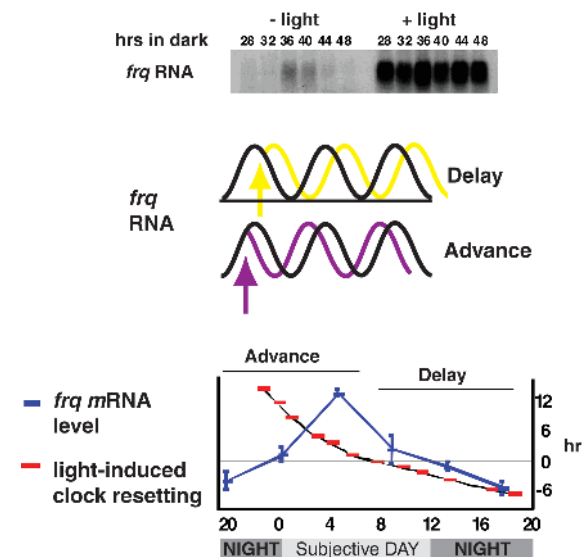 - light + light
hrs in dark 28 32 36 40 44 48 28 32 36 40 44 48
frq RNA
Delay
frq
RNA
Advance
Advance
Delay
frq mRNA
level
light-induced
clock resetting
12
6
0
-6
hr
20 0 4 8 12 16 20
NIGHT Subjective DAY NIGHT